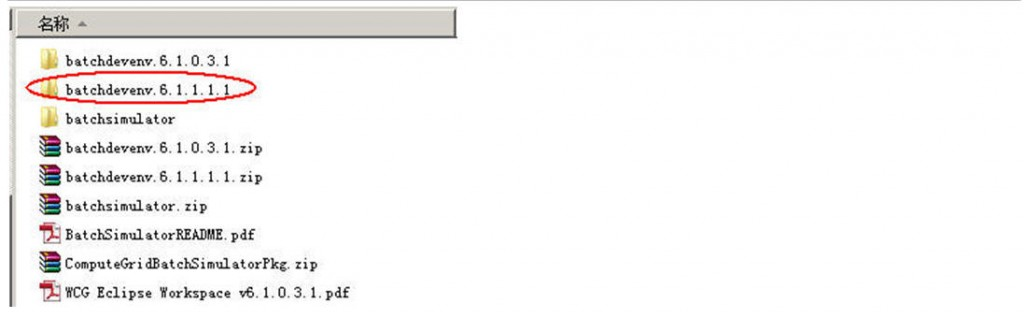 名称
batchdevenv.6.1.0.3.1
batchdevenv.6.1.1.1.1
batchsimulator
batchdevenv.6.1.0.3.1.zip
batchdevenv.6.1.1.1.1.zip
batchsimulator.zip
BatchSimulatorREADME.pdf
ComputeGridBatchSimulatorPkg.zip
WCG Eclipse Workspace v6.1.0.3.1.pdf